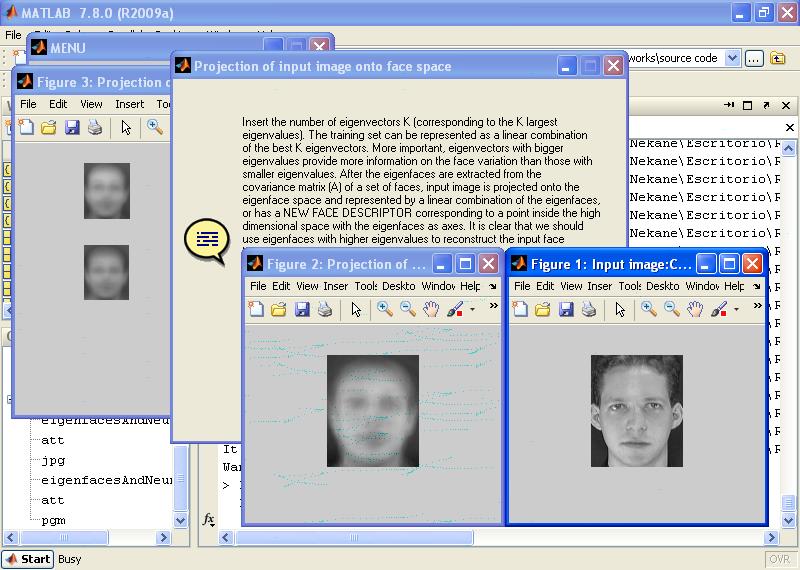 MATLAB 7.8.0 (R2009a)
File
MENU
works\source code
Figure 3: Projection o
File Edit View Insert
Projection of input image onto face space
Insert the number of eigenvectors K (corresponding to the K largest
eigenvalues). The training set can be represented as a linear combination
of the best K eigenvectors. More important, eigenvectors with bigger
eigenvalues provide more information on the face variation than those with
smaller eigenvalues. After the eigenfaces are extracted from the
covariance matrix (A) of a set of faces, input image is projected onto the
eigenface space and represented by a linear combination of the eigenfaces,
or has a NEW FACE DESCRIPTOR corresponding to a point inside the high
dimensional space with the eigenfaces as axes. It is clear that we should
use eigenfaces with higher eigenvalues to reconstruct the input face
Nekane\Escritorio\R
Nekane\Escritorio\R
Nekane\Escritorio\R
Nekane\Escritorio\R
Nekane\Escritorio\R
Nekane\Escritorio\R
Figure 2: Projection of ...
File Edit View Inser Tools Deskto Window Help
Figure 1: Input image:C...
File Edit View Inser Tools Deskto Window Help
eigenfacesAndNeu
att
jpg
eigenfacesAndNeu
att
pgm
It
War
>
fx
Start Busy
OVR